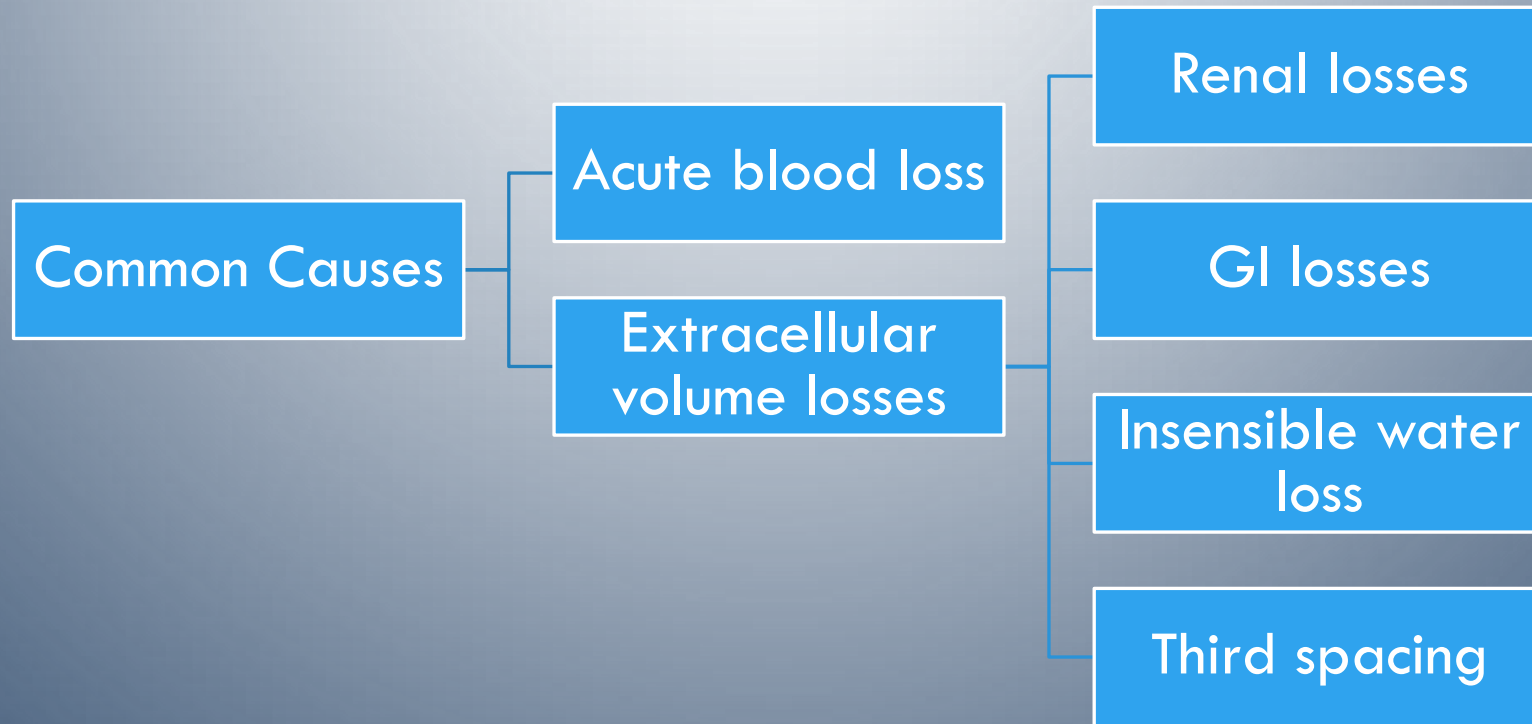 Common Causes
Acute blood loss
Extracellular
volume losses
Renal losses
GI losses
Insensible water
loss
Third spacing